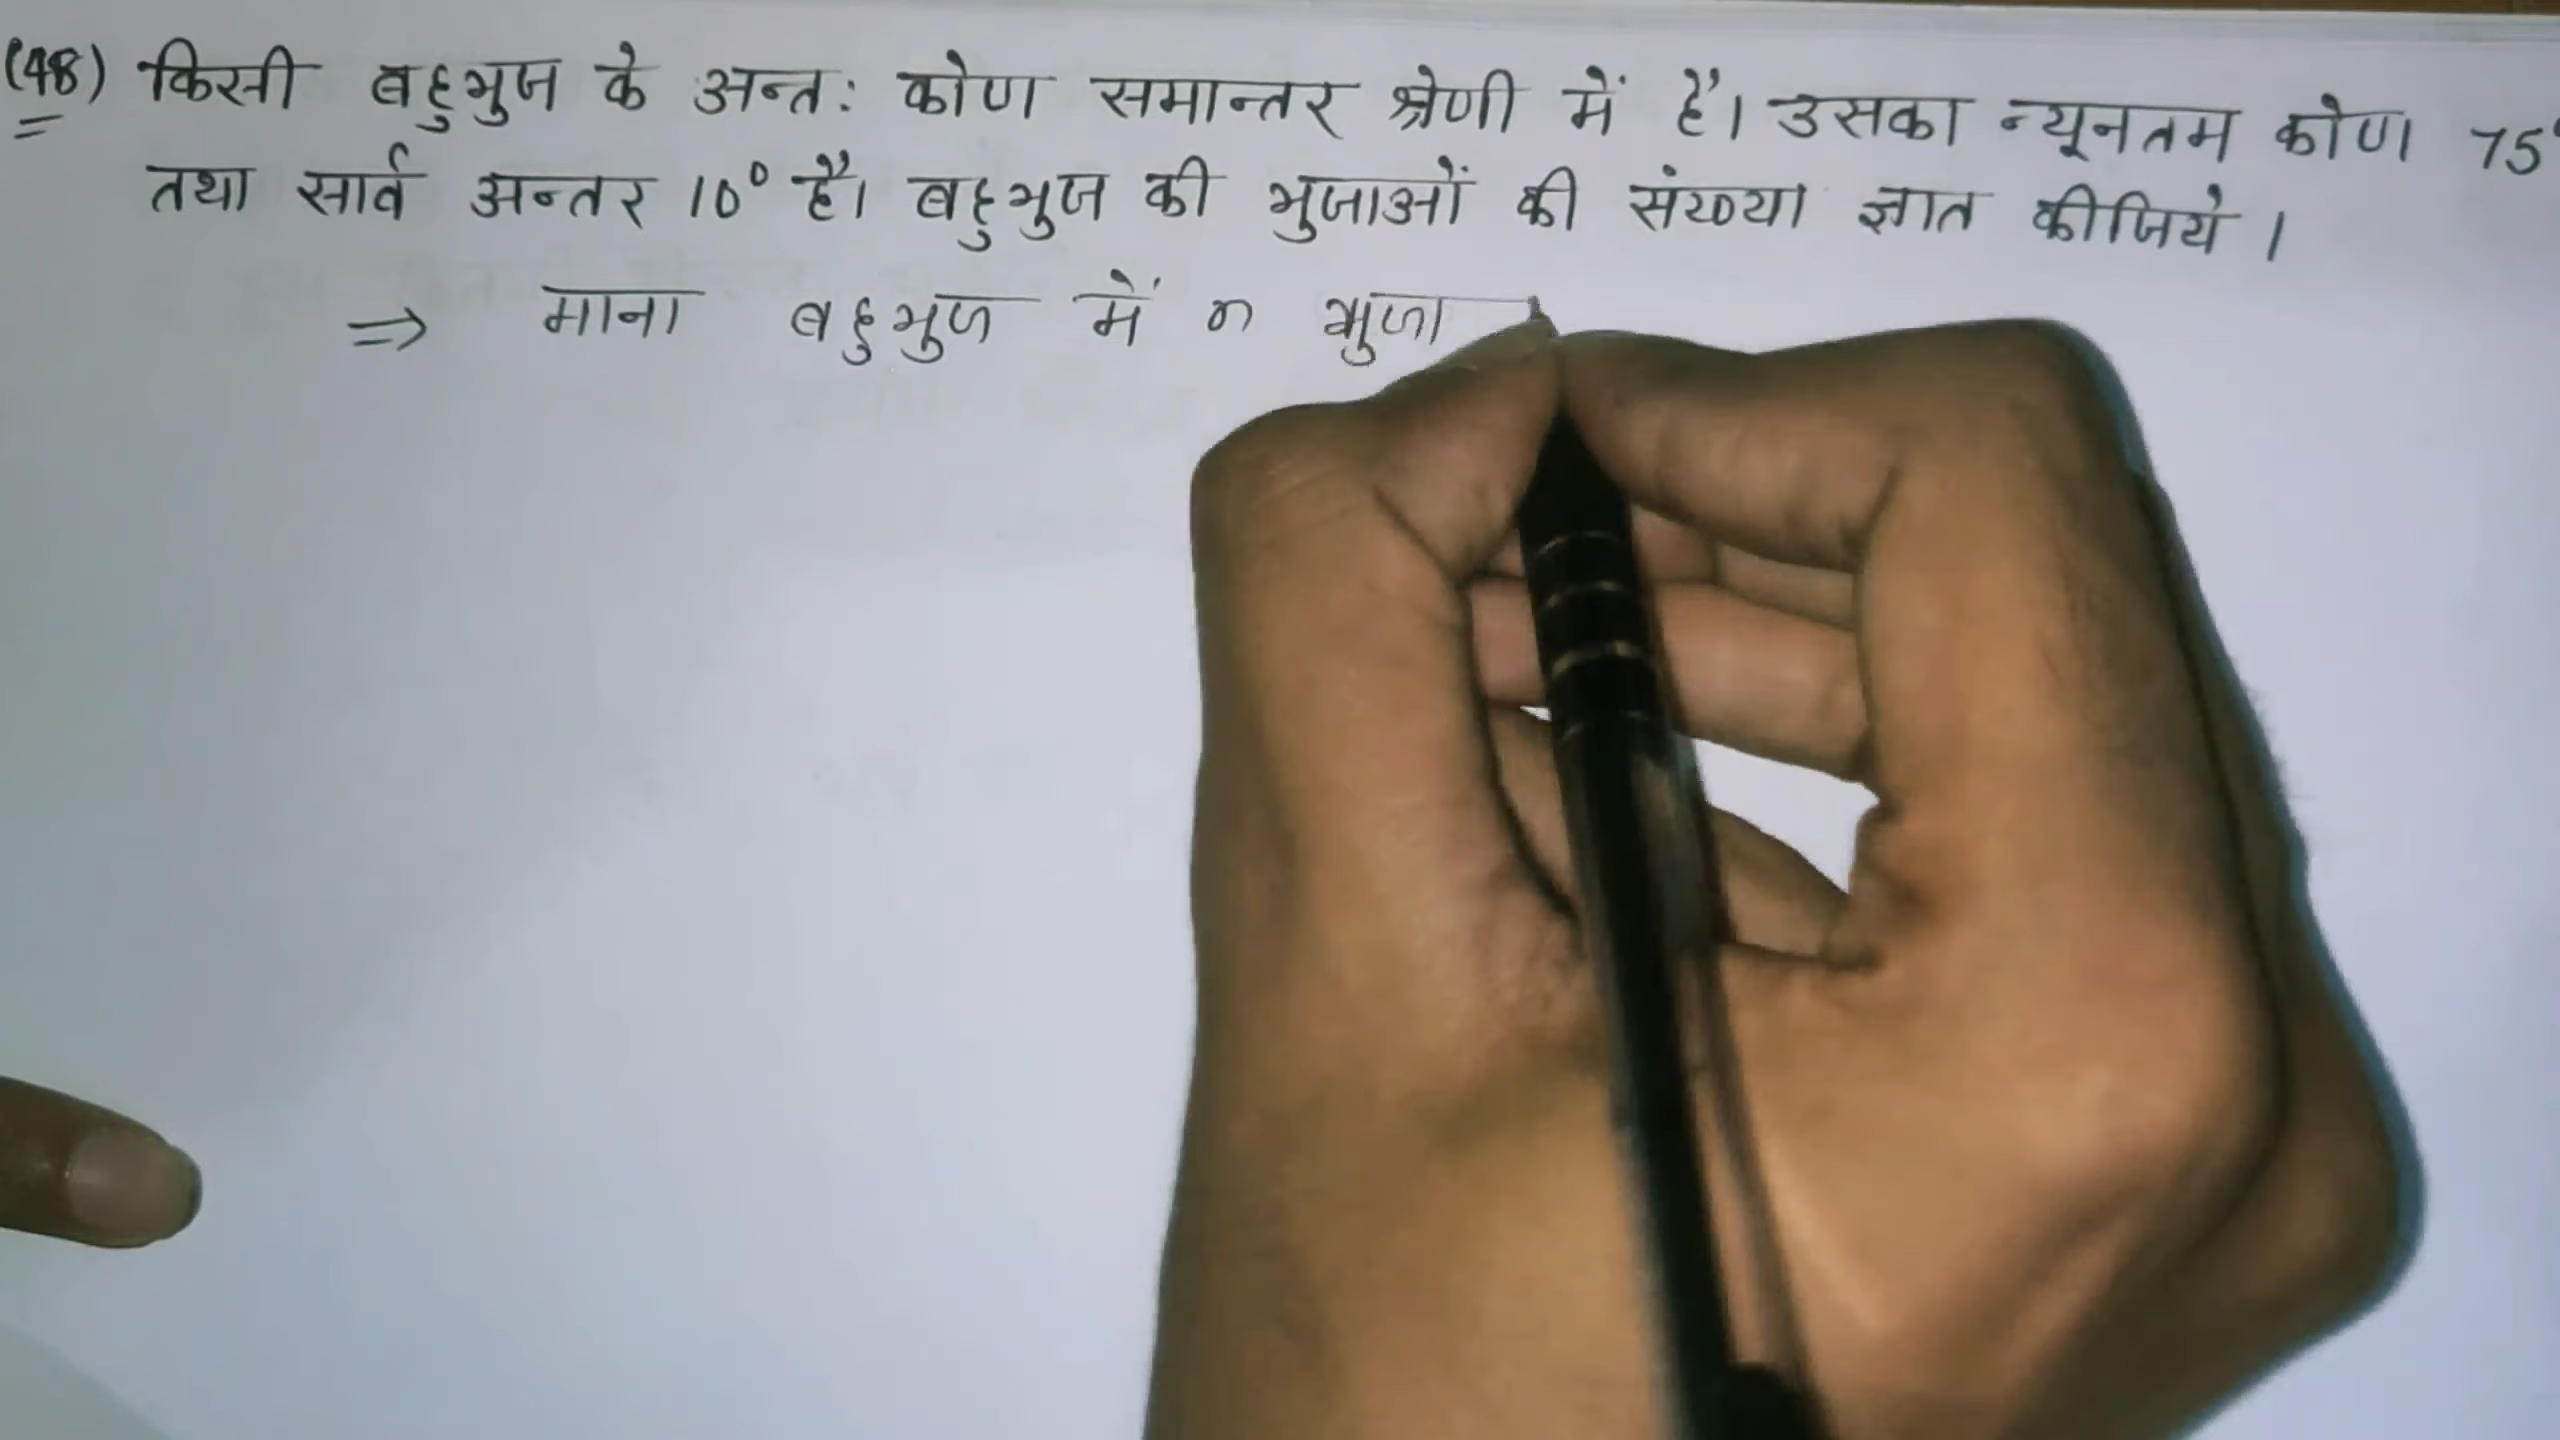 (48) किसी बहुभुज के अन्त: कोण समान्तर श्रेणी में हैं। उसका न्यूनतम कोण 75°
तथा सार्व अन्तर 10° है। बहुभुज की भुजाओं की संख्या ज्ञात कीजिये।
⇒ माना बहुभुज में n भुजा